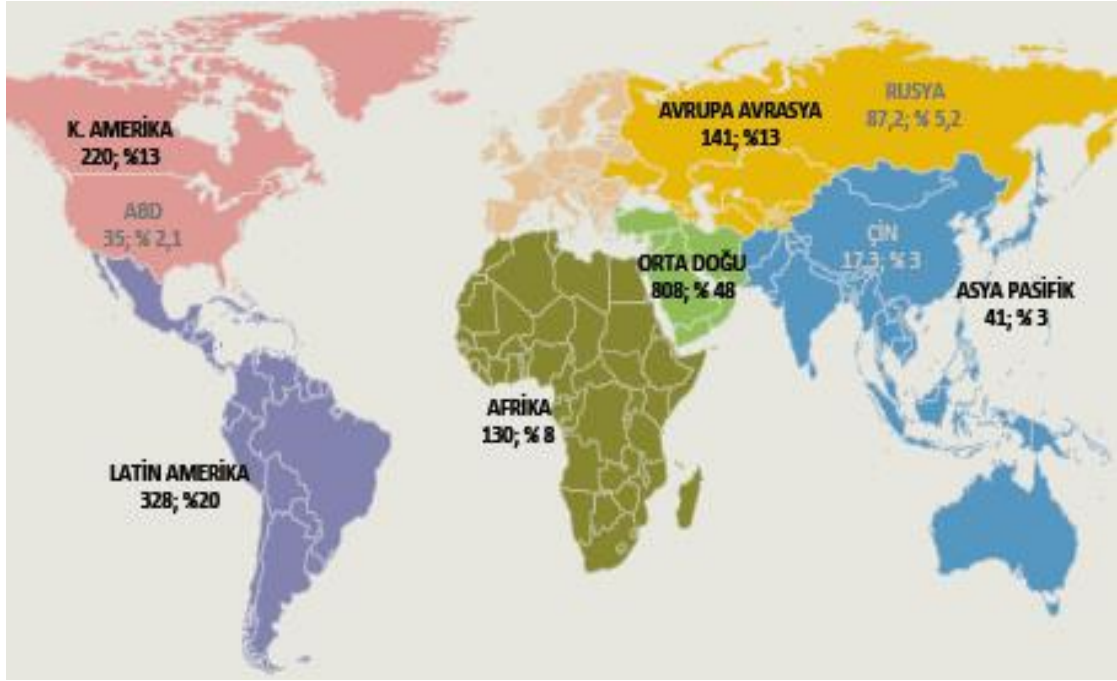 K. AMERİKA
220; %13
ABD
35; % 2,1
LATİN AMERİKA
328; %20
AVRUPA AVRASYA
141; %13
RUSYA
87,2; % 5,2
ORTA DOĞU
808; % 48
AFRİKA
130; % 8
ÇİN
17,3; % 3
ASYA PASİFİK
41; % 3